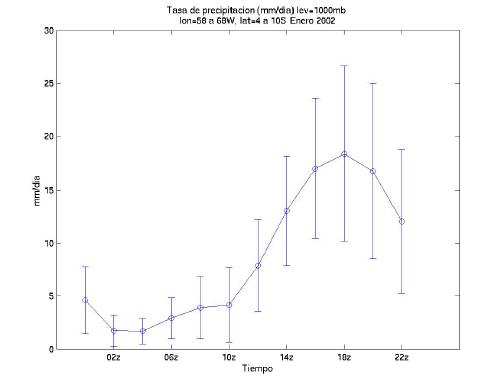 Tasa de precipitacion (mm/dia) lev=1000mb
lon=58 a 68W, lat=4 a 10S Enero 2002
30
25
20
15
10
5
0
mm/dia
02z 06z 10z 14z 18z 22z
Tiempo